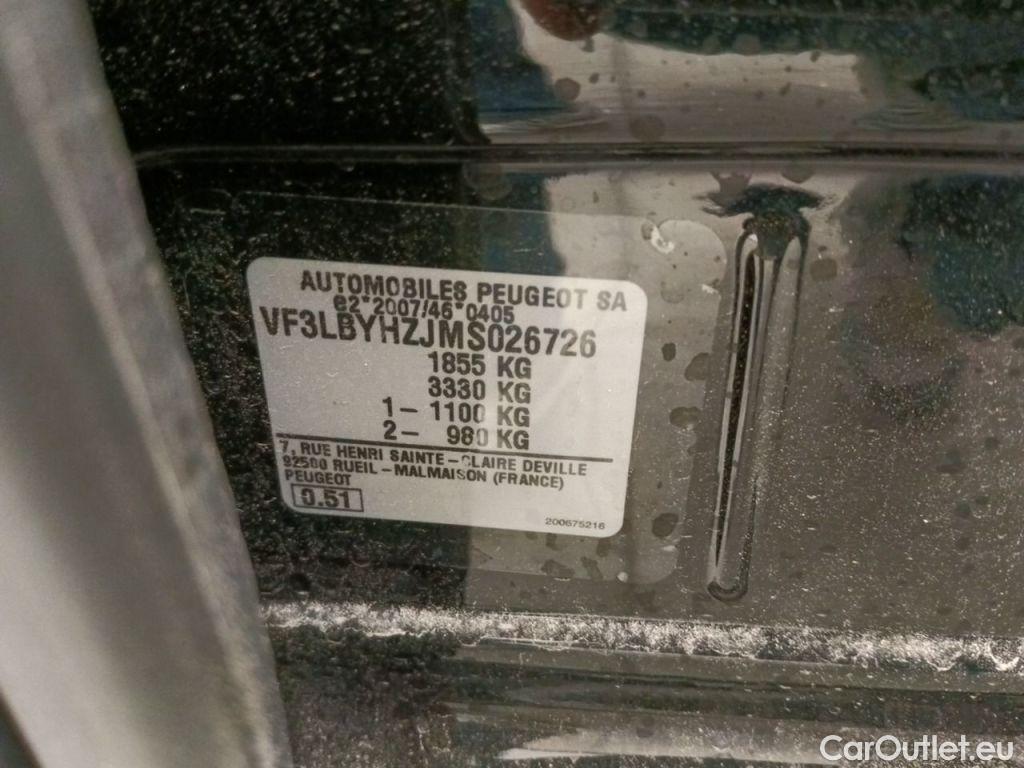 AUTOMOBILES PEUGEOT SA
e2*2007/46*0405
VF3LBYHZJMS026726
1855 KG
3330 KG
1- 1100 KG
2- 980 KG
7, RUE HENRI SAINTE-CLAIRE DEVILLE
92500 RUEIL-MALMAISON (FRANCE)
PEUGEOT
0.51
200675216
CarOutlet.eu